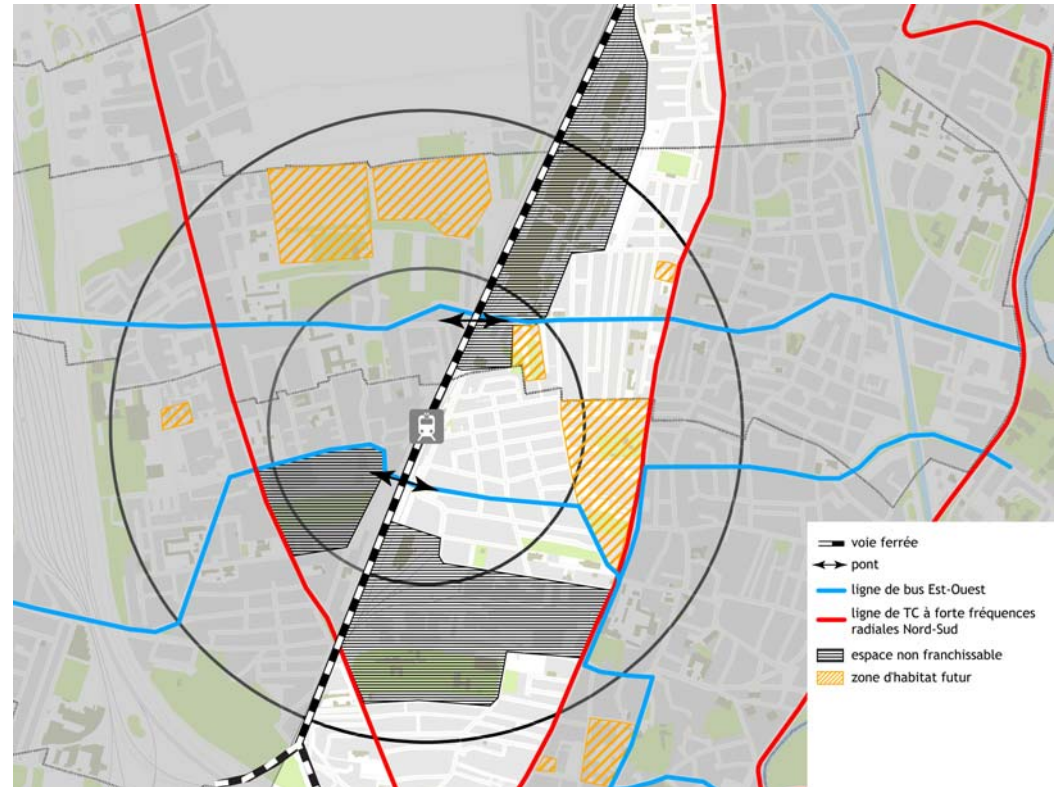 voie ferrée
pont
ligne de bus Est-Ouest
ligne de TC à forte fréquences
radiales Nord-Sud
espace non franchissable
zone d'habitat futur